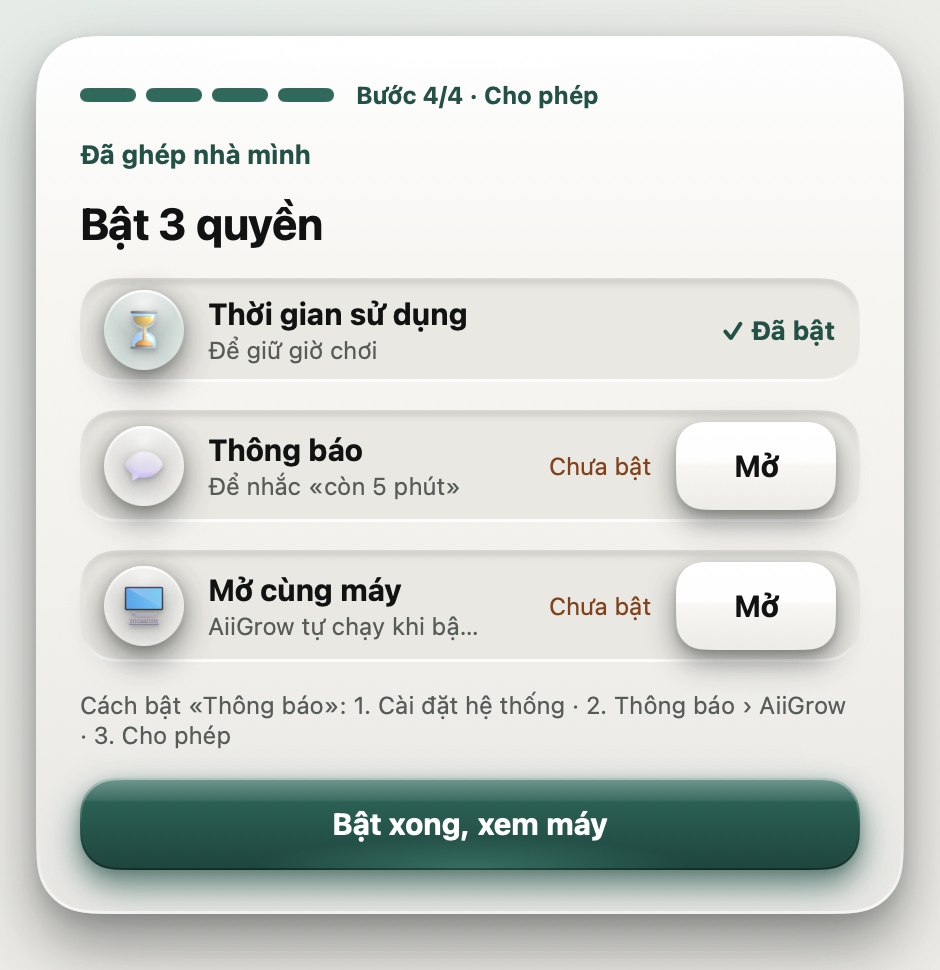 Bước 4/4 · Cho phép
Đã ghép nhà mình
Bật 3 quyền
Thời gian sử dụng
Để giữ giờ chơi
✓ Đã bật
Thông báo
Để nhắc «còn 5 phút»
Chưa bật
Mở
Mở cùng máy
AiiGrow tự chạy khi bậ...
Chưa bật
Mở
Cách bật «Thông báo»: 1. Cài đặt hệ thống · 2. Thông báo › AiiGrow
· 3. Cho phép
Bật xong, xem máy